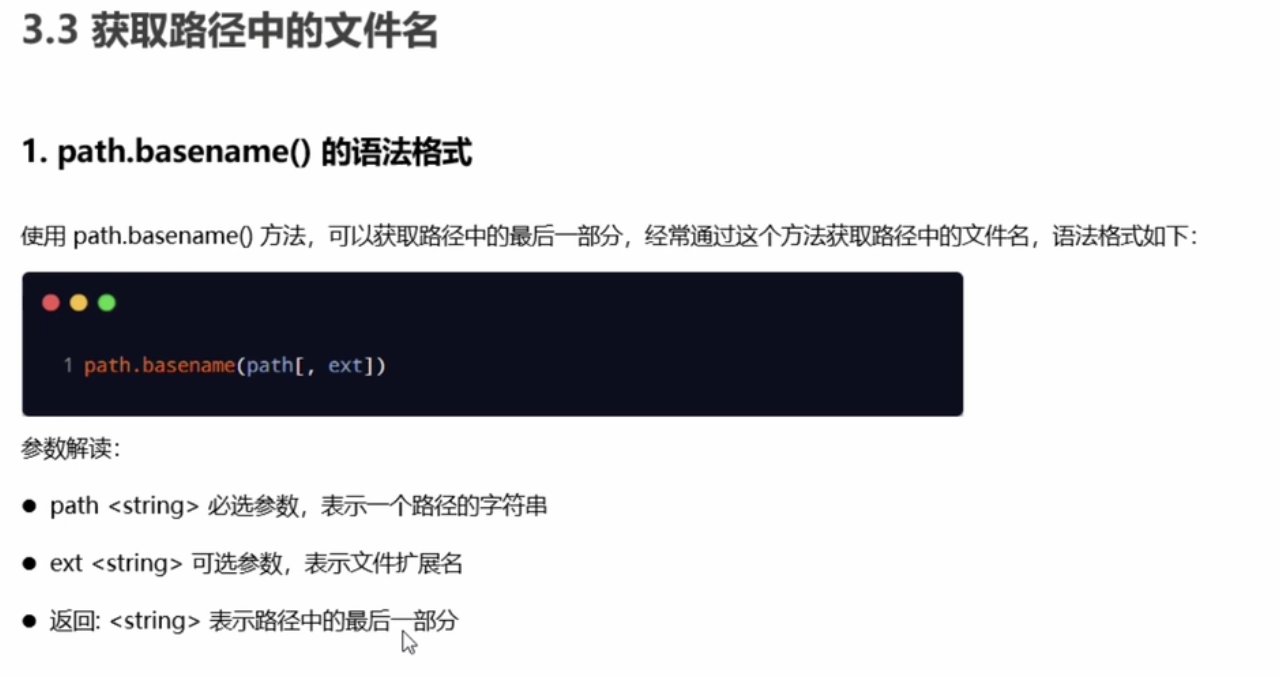 3.3 获取路径中的文件名
1. path.basename() 的语法格式
使用 path.basename() 方法，可以获取路径中的最后一部分，经常通过这个方法获取路径中的文件名，语法格式如下：
1 path.basename(path[, ext])
参数解读：
● path <string> 必选参数，表示一个路径的字符串
● ext <string> 可选参数，表示文件扩展名
● 返回: <string> 表示路径中的最后一部分